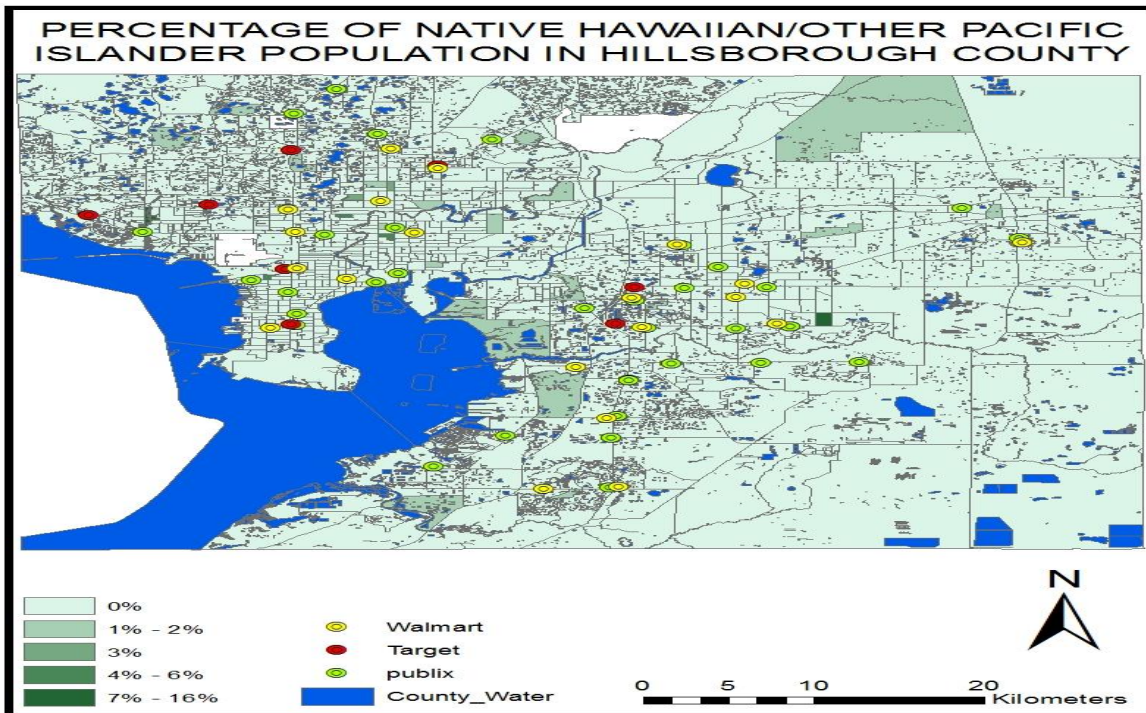 PERCENTAGE OF NATIVE HAWAIIAN/OTHER PACIFIC
ISLANDER POPULATION IN HILLSBOROUGH COUNTY
0%
1% - 2%
3%
4% - 6%
7% - 16%
Walmart
Target
publix
County_Water
N
0 5 10 20
Kilometers